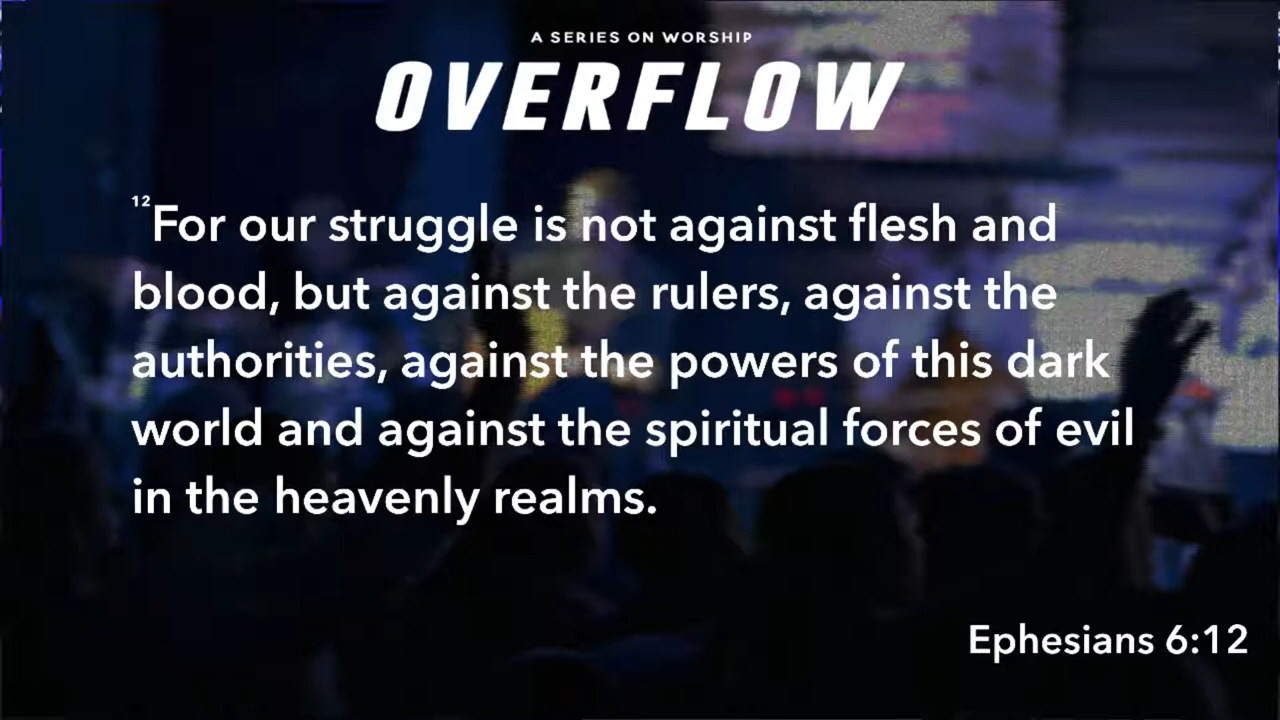 A SERIES ON WORSHIP
OVERFLOW
12 For our struggle is not against flesh and
blood, but against the rulers, against the
authorities, against the powers of this dark
world and against the spiritual forces of evil
in the heavenly realms.
Ephesians 6:12